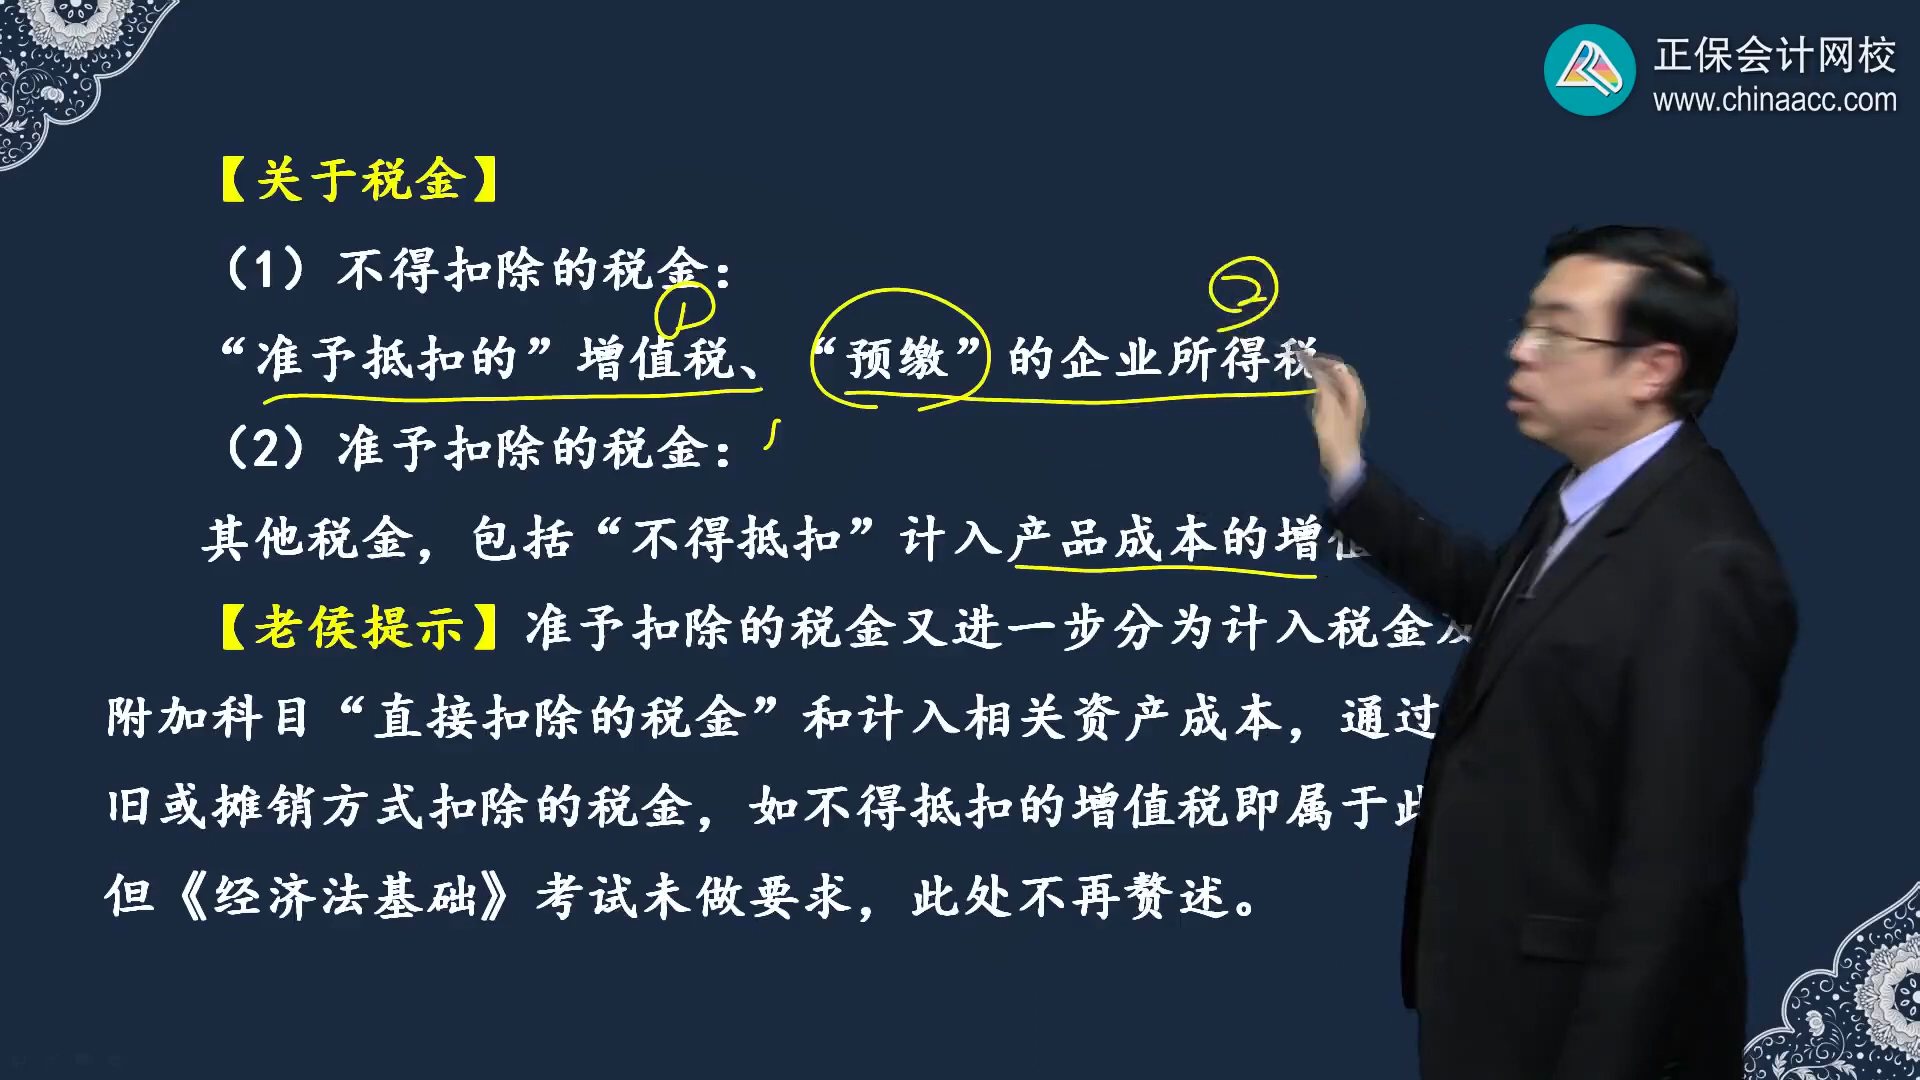 正保会计网校
www.chinaacc.com
【关于税金】
（1）不得扣除的税金：
① ②
“准予抵扣的”增值税、“预缴”的企业所得税
（2）准予扣除的税金：
其他税金，包括“不得抵扣”计入产品成本的增值
【老侯提示】准予扣除的税金又进一步分为计入税金及
附加科目“直接扣除的税金”和计入相关资产成本，通过
旧或摊销方式扣除的税金，如不得抵扣的增值税即属于此
但《经济法基础》考试未做要求，此处不再赘述。